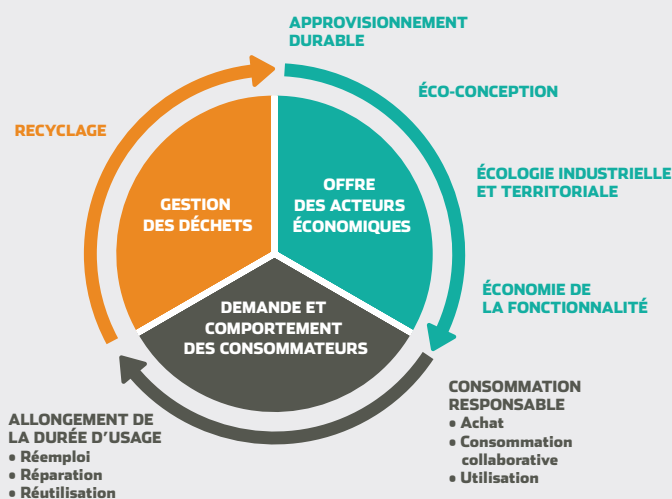 APPROVISIONNEMENT
DURABLE
ÉCO-CONCEPTION
RECYCLAGE
ÉCOLOGIE INDUSTRIELLE
ET TERRITORIALE
GESTION
DES DÉCHETS
OFFRE
DES ACTEURS
ÉCONOMIQUES
ÉCONOMIE DE
LA FONCTIONNALITÉ
DEMANDE ET
COMPORTEMENT
DES CONSOMMATEURS
CONSOMMATION
RESPONSABLE
• Achat
• Consommation
collaborative
• Utilisation
ALLONGEMENT DE
LA DURÉE D'USAGE
• Réemploi
• Réparation
• Réutilisation